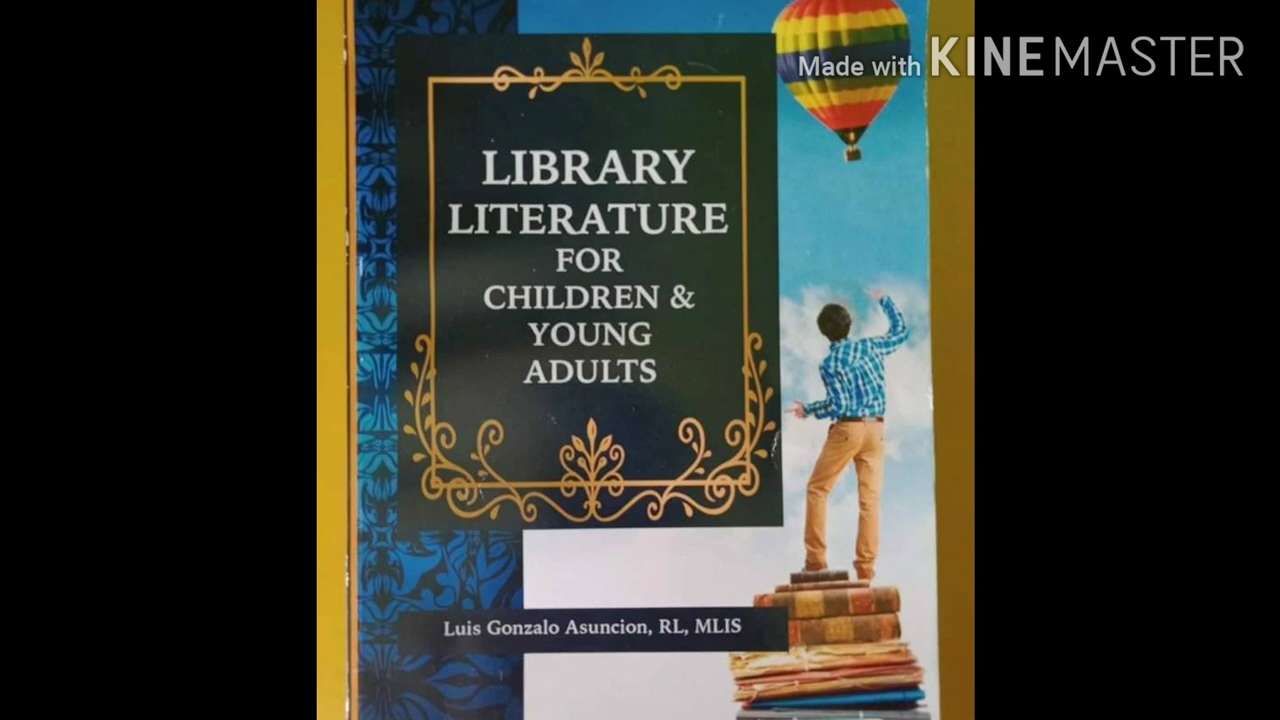 Made with KINEMASTER
LIBRARY
LITERATURE
FOR
CHILDREN &
YOUNG
ADULTS
Luis Gonzalo Asuncion, RL, MLIS